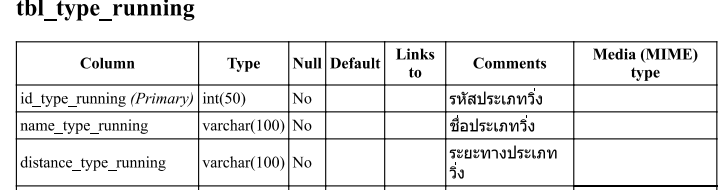 tbl_type_running
Column Type Null Default Links to Comments Media (MIME) type
id_type_running (Primary) int(50) No รหัสประเภทวิ่ง
name_type_running varchar(100) No ชื่อประเภทวิ่ง
distance_type_running varchar(100) No ระยะทางประเภท
วิ่ง